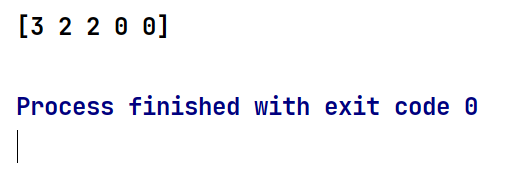 [3 2 2 0 0]
Process finished with exit code 0